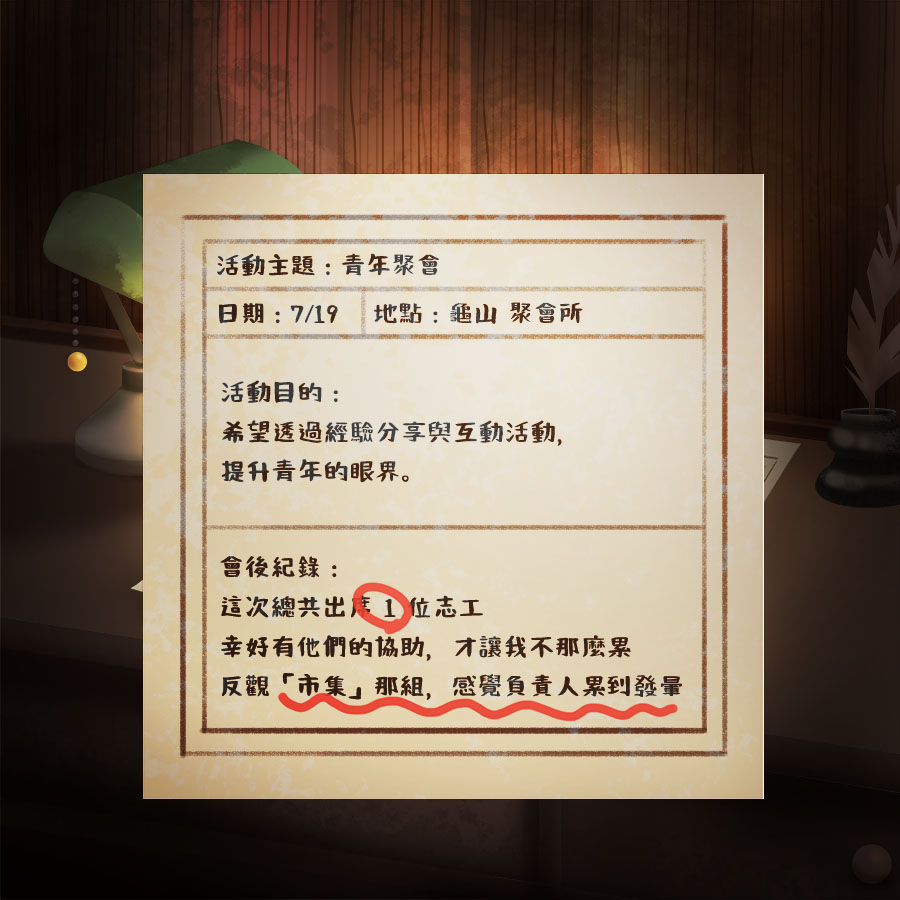 活動主題：青年聚會
日期：7/19 地點：龜山 聚會所
活動目的：
希望透過經驗分享與互動活動，
提升青年的眼界。
會後紀錄：
這次總共出席 1 位志工
幸好有他們的協助，才讓我不那麼累
反觀「市集」那組，感覺負責人累到發暈